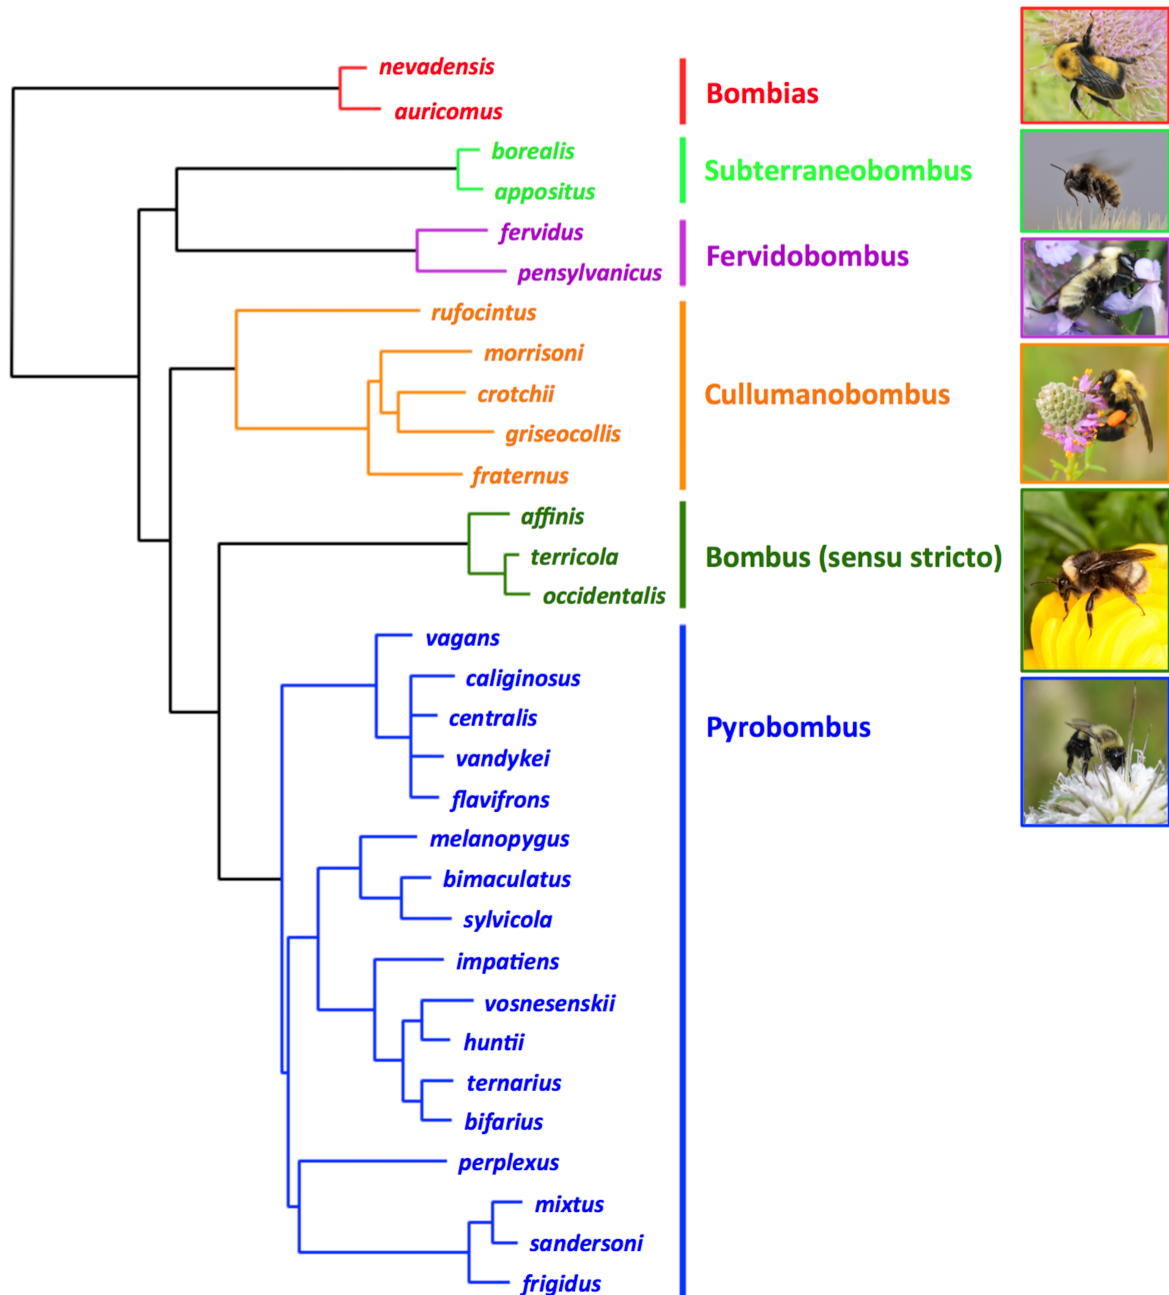 nevadensis
Bombias
auricomus
borealis
Subterraneobombus
appositus
fervidus
Fervidobombus
pensylvanicus
rufocintus
morrisoni
crotchii
Cullumanobombus
griseocollis
fraternus
affinis
terricola
Bombus (sensu stricto)
occidentalis
vagans
caliginosus
centralis
Pyrobombus
vandykei
flavifrons
melanopygus
bimaculatus
sylvicola
impatiens
vosnesenskii
huntii
ternarius
bifarius
perplexus
mixtus
sandersoni
frigidus